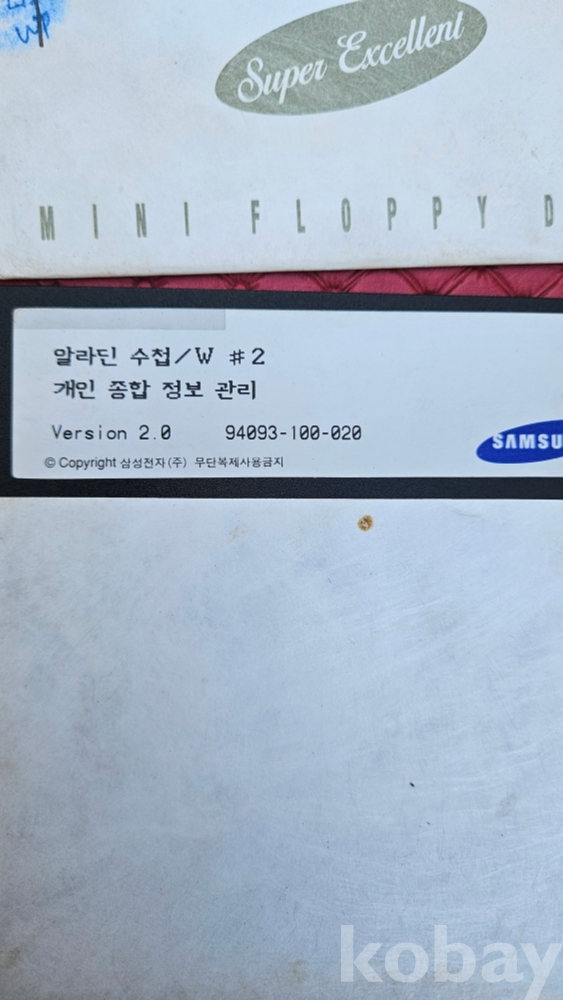 Super Excellent
MINI FLOPPY D
알라딘 수첩/W #2
개인 종합 정보 관리
Version 2.0 94093-100-020
SAMSU
© Copyright 삼성전자(주) 무단복제사용금지
kobay